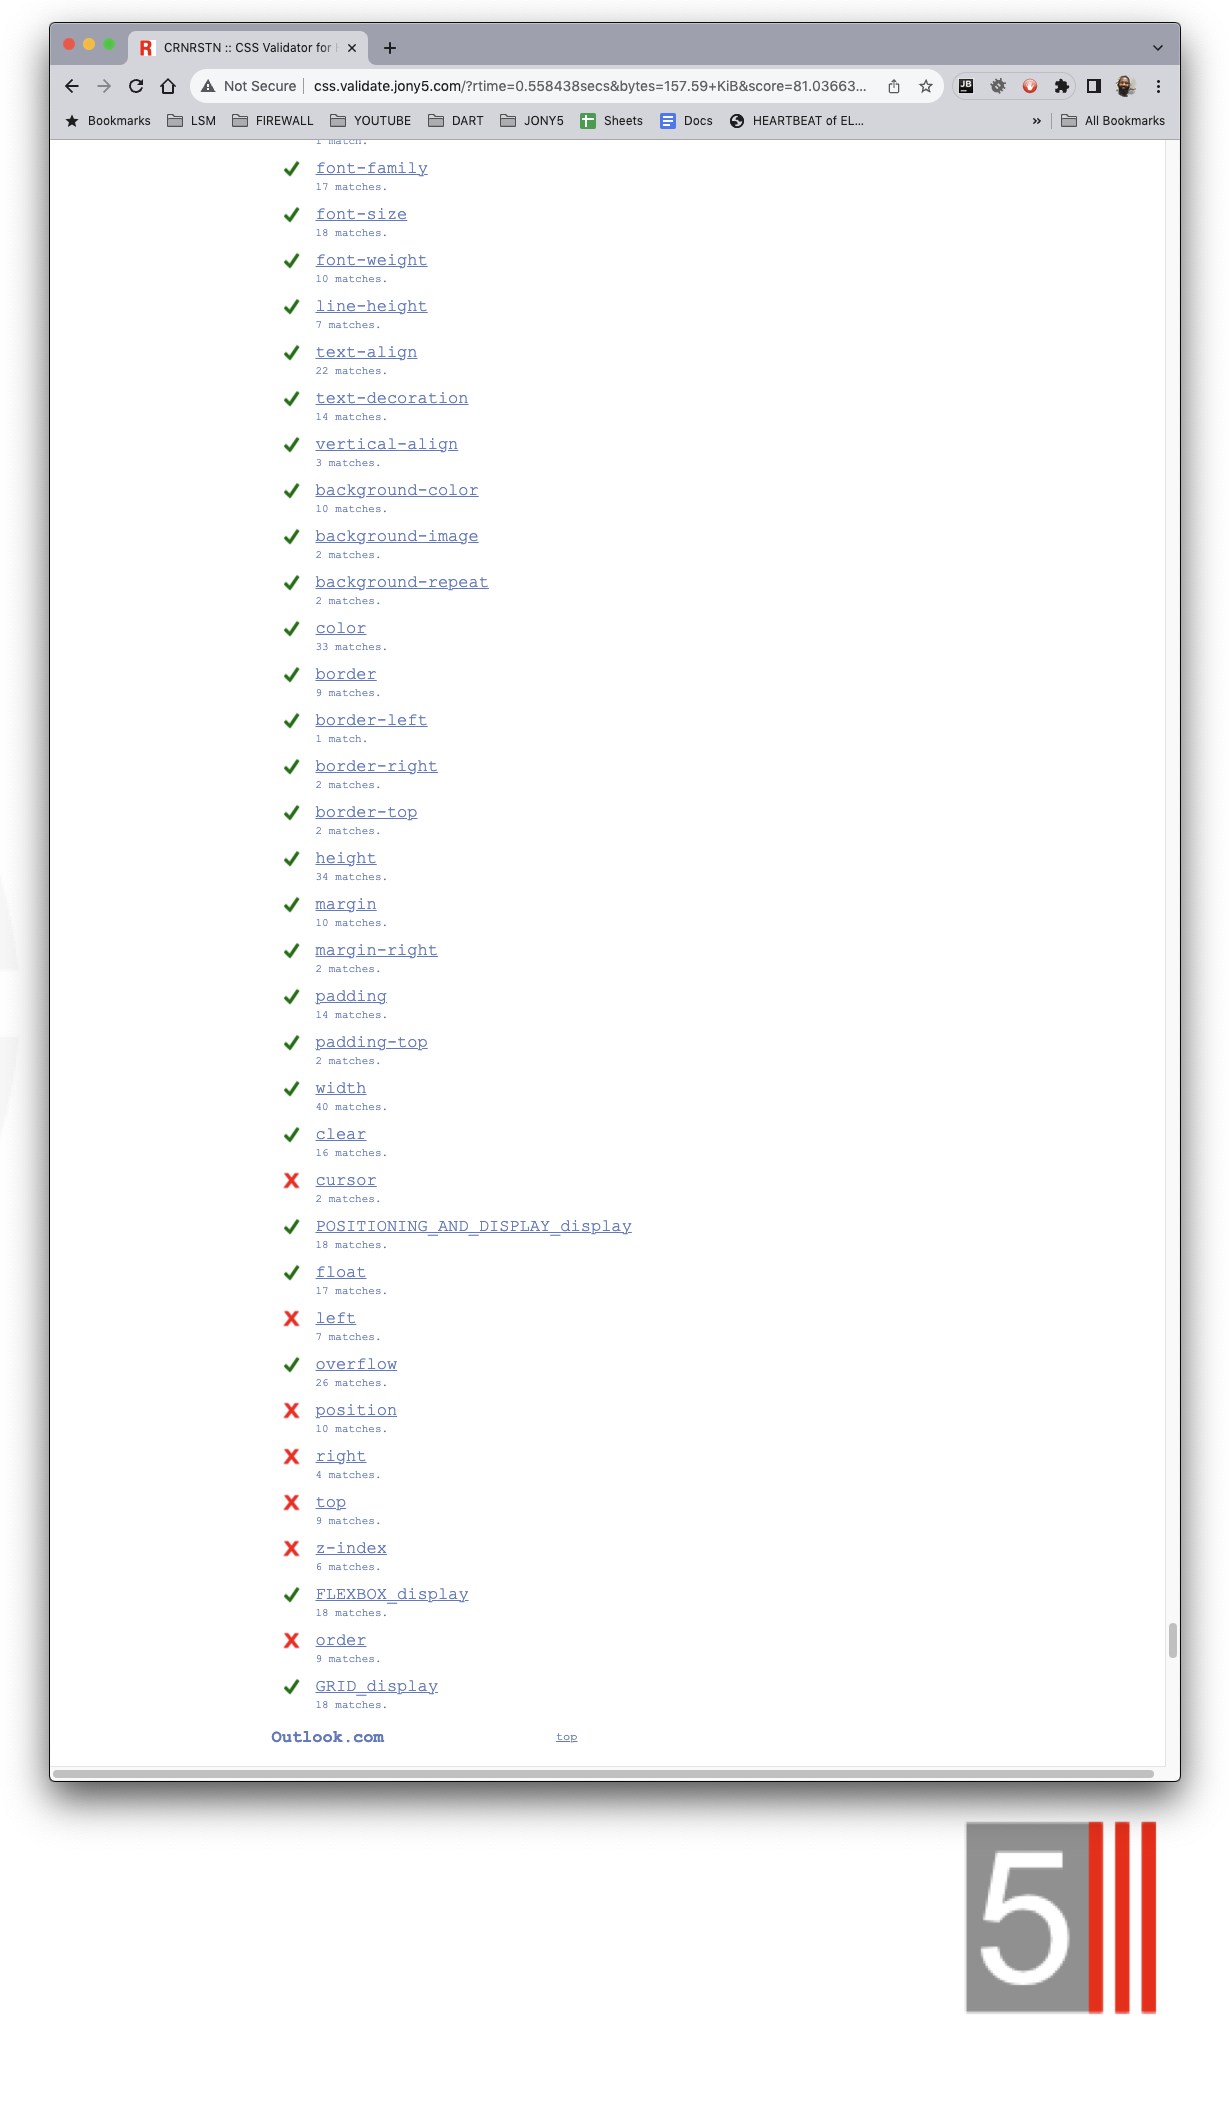 CRNRSTN :: CSS Validator for
Not Secure
css.validate.jony5.com/?rtime=0.558438secs&bytes=157.59+KiB&score=81.03663...
Bookmarks LSM FIREWALL YOUTUBE DART JONY5 Sheets Docs HEARTBEAT of EL... » All Bookmarks
1 match.
font-family
17 matches.
font-size
18 matches.
font-weight
10 matches.
line-height
7 matches.
text-align
22 matches.
text-decoration
14 matches.
vertical-align
3 matches.
background-color
10 matches.
background-image
2 matches.
background-repeat
2 matches.
color
33 matches.
border
9 matches.
border-left
1 match.
border-right
2 matches.
border-top
2 matches.
height
34 matches.
margin
10 matches.
margin-right
2 matches.
padding
14 matches.
padding-top
2 matches.
width
40 matches.
clear
16 matches.
cursor
2 matches.
POSITIONING_AND_DISPLAY_display
18 matches.
float
17 matches.
left
7 matches.
overflow
26 matches.
position
10 matches.
right
4 matches.
top
9 matches.
z-index
6 matches.
FLEXBOX_display
18 matches.
order
9 matches.
GRID_display
18 matches.
Outlook.com top
5